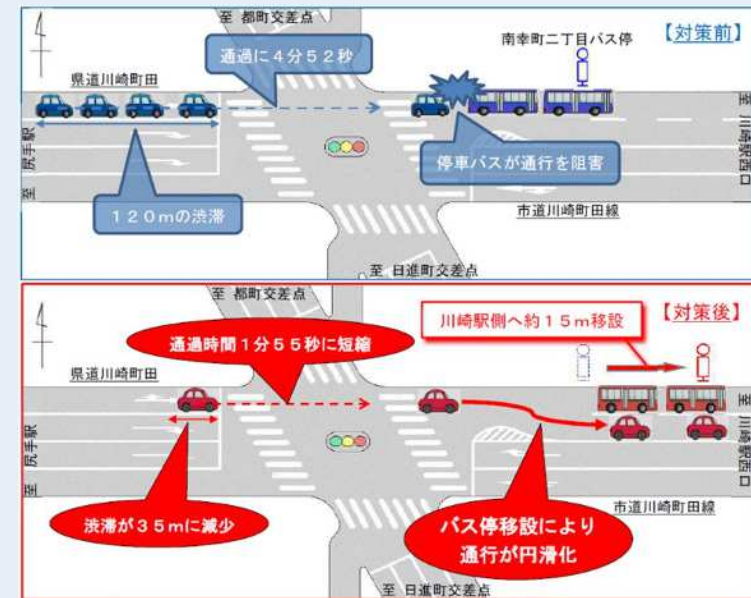 至 都町交差点
通過に4分52秒
南幸町二丁目バス停
【対策前】
県道川崎町田
至 尻手駅
至 川崎駅西口
停車バスが通行を阻害
120mの渋滞
市道川崎町田線
至 日進町交差点
至 都町交差点
川崎駅側へ約15m移設
【対策後】
通過時間1分55秒に短縮
県道川崎町田
至 尻手駅
至 川崎駅西口
渋滞が35mに減少
バス停移設により
通行が円滑化
市道川崎町田線
至 日進町交差点